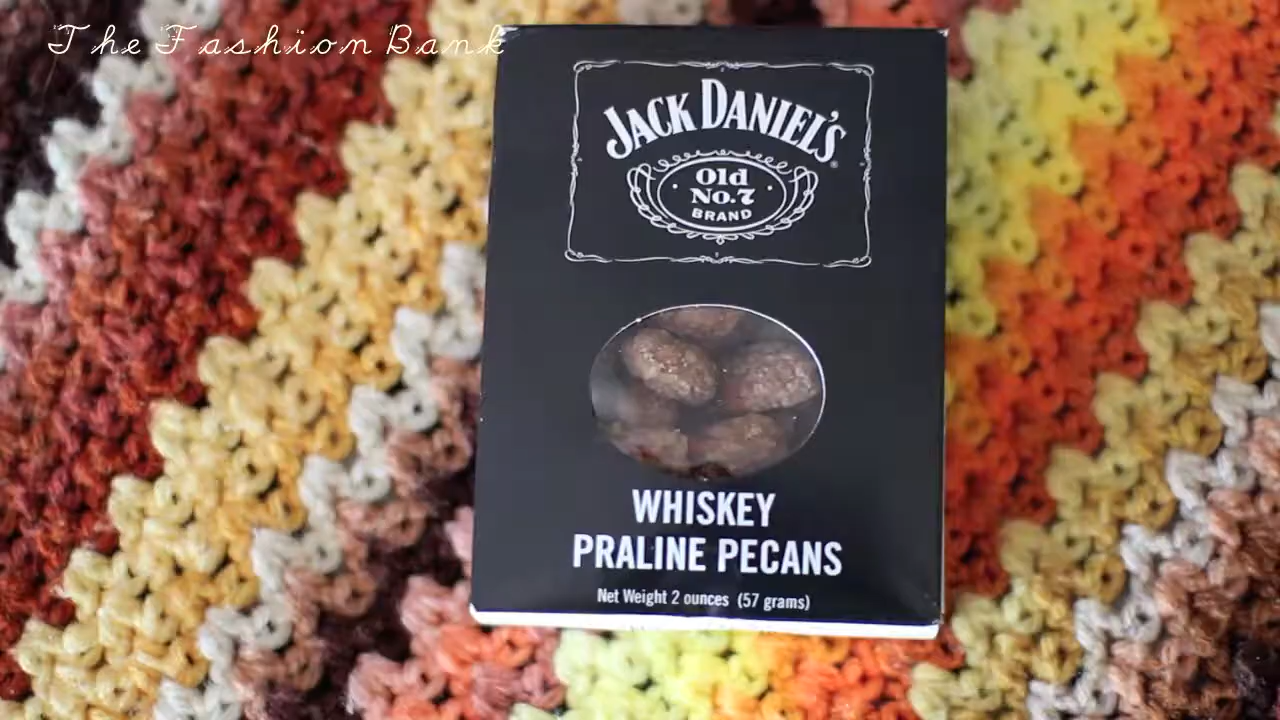 The Fashion Bank
JACK DANIEL'S®
Old
No.7
BRAND
WHISKEY
PRALINE PECANS
Net Weight 2 ounces (57 grams)